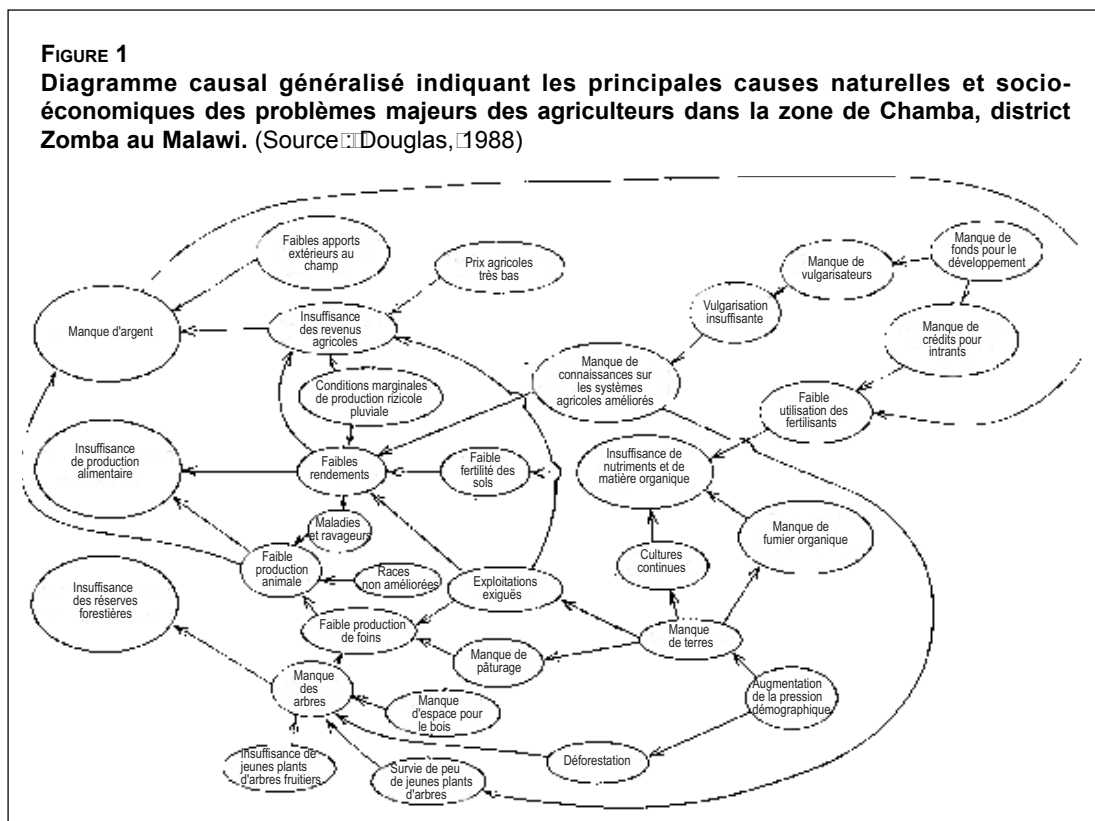 FIGURE 1
Diagramme causal généralisé indiquant les principales causes naturelles et socio-
économiques des problèmes majeurs des agriculteurs dans la zone de Chamba, district
Zomba au Malawi. (Source : Douglas, 1988)
Faibles apports
extérieurs au
champ
Prix agricoles
très bas
Manque de
vulgarisateurs
Manque de
fonds pour le
développement
Manque d'argent
Insuffisance
des revenus
agricoles
Vulgarisation
insuffisante
Manque de
crédits pour
intrants
Conditions marginales
de production rizicole
pluviale
Manque de
connaissances sur
les systèmes
agricoles améliorés
Faible
utilisation des
fertilisants
Insuffisance
de production
alimentaire
Faibles
rendements
Faible
fertilité des
sols
Insuffisance de
nutriments et de
matière organique
Maladies
et ravageurs
Manque de
fumier organique
Faible
production
animale
Races
non améliorées
Exploitations
exiguës
Cultures
continues
Insuffisance
des réserves
forestières
Faible production
de foins
Manque de
pâturage
Manque
de terres
Manque
des
arbres
Manque
d'espace pour
le bois
Augmentation
de la pression
démographique
Insuffisance de
jeunes plants
d'arbres fruitiers
Survie de peu
de jeunes plants
d'arbres
Déforestation